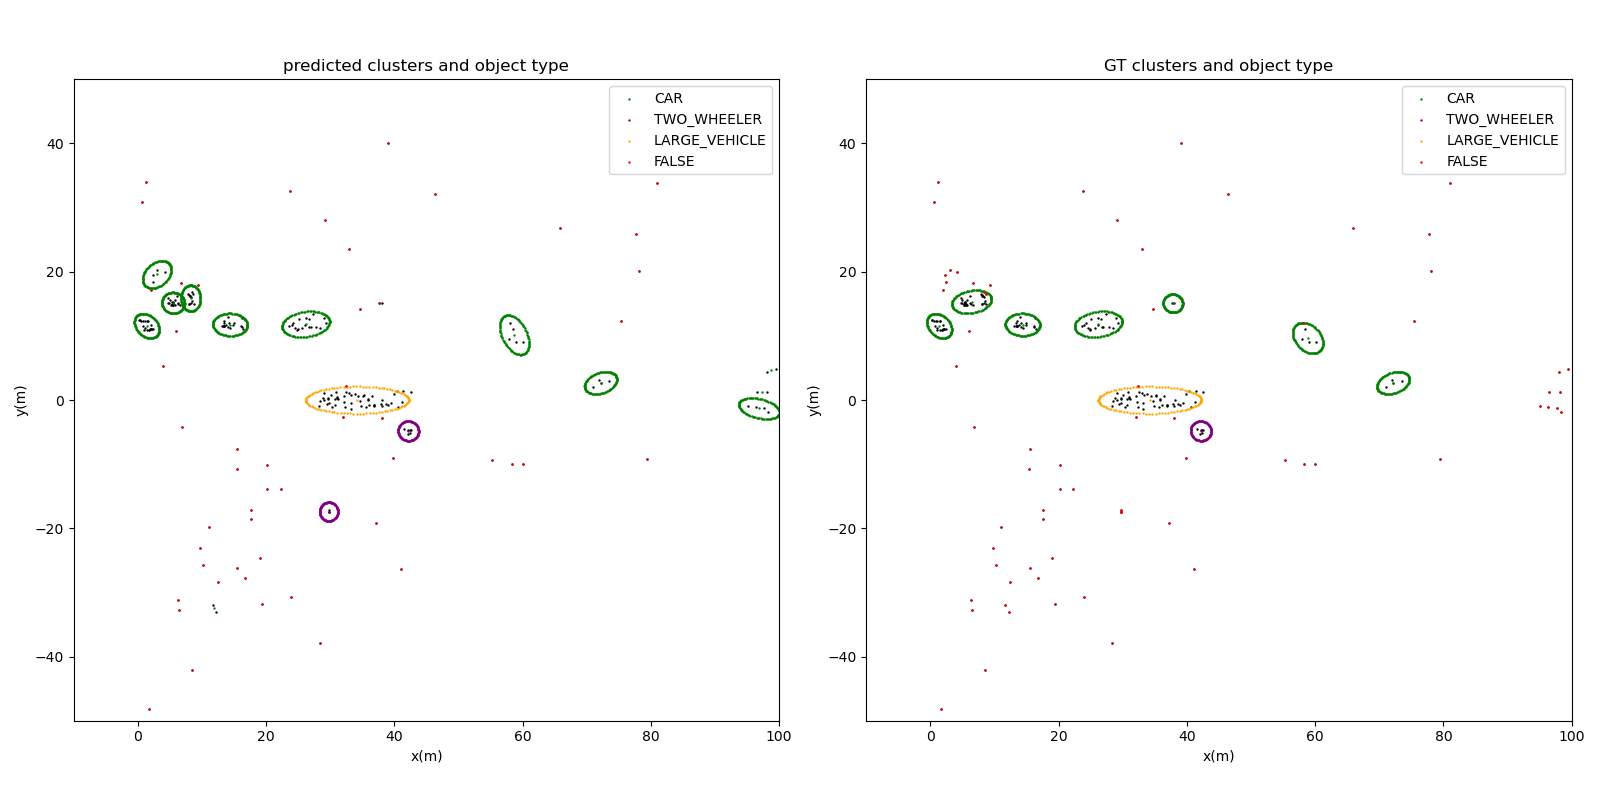 predicted clusters and object type
CAR
TWO_WHEELER
LARGE_VEHICLE
FALSE
40
20
0
−20
−40
y(m)
0
20
40
60
80
100
x(m)
GT clusters and object type
CAR
TWO_WHEELER
LARGE_VEHICLE
FALSE
40
20
0
−20
−40
y(m)
0
20
40
60
80
100
x(m)